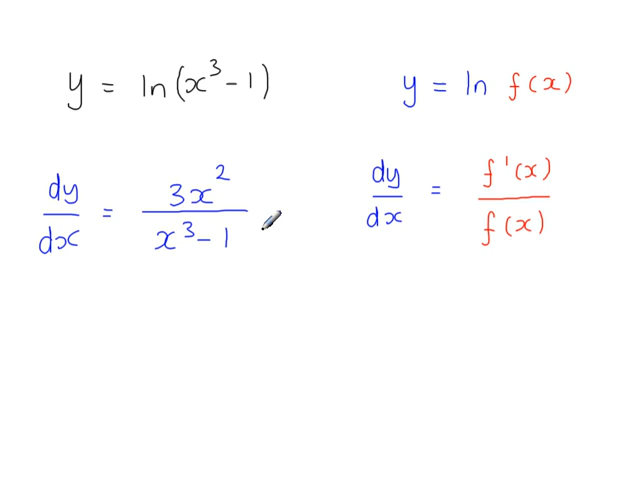 y = ln(x³ - 1)
dy/dx = 3x²/(x³ - 1)
y = ln f(x)
dy/dx = f'(x)/f(x)